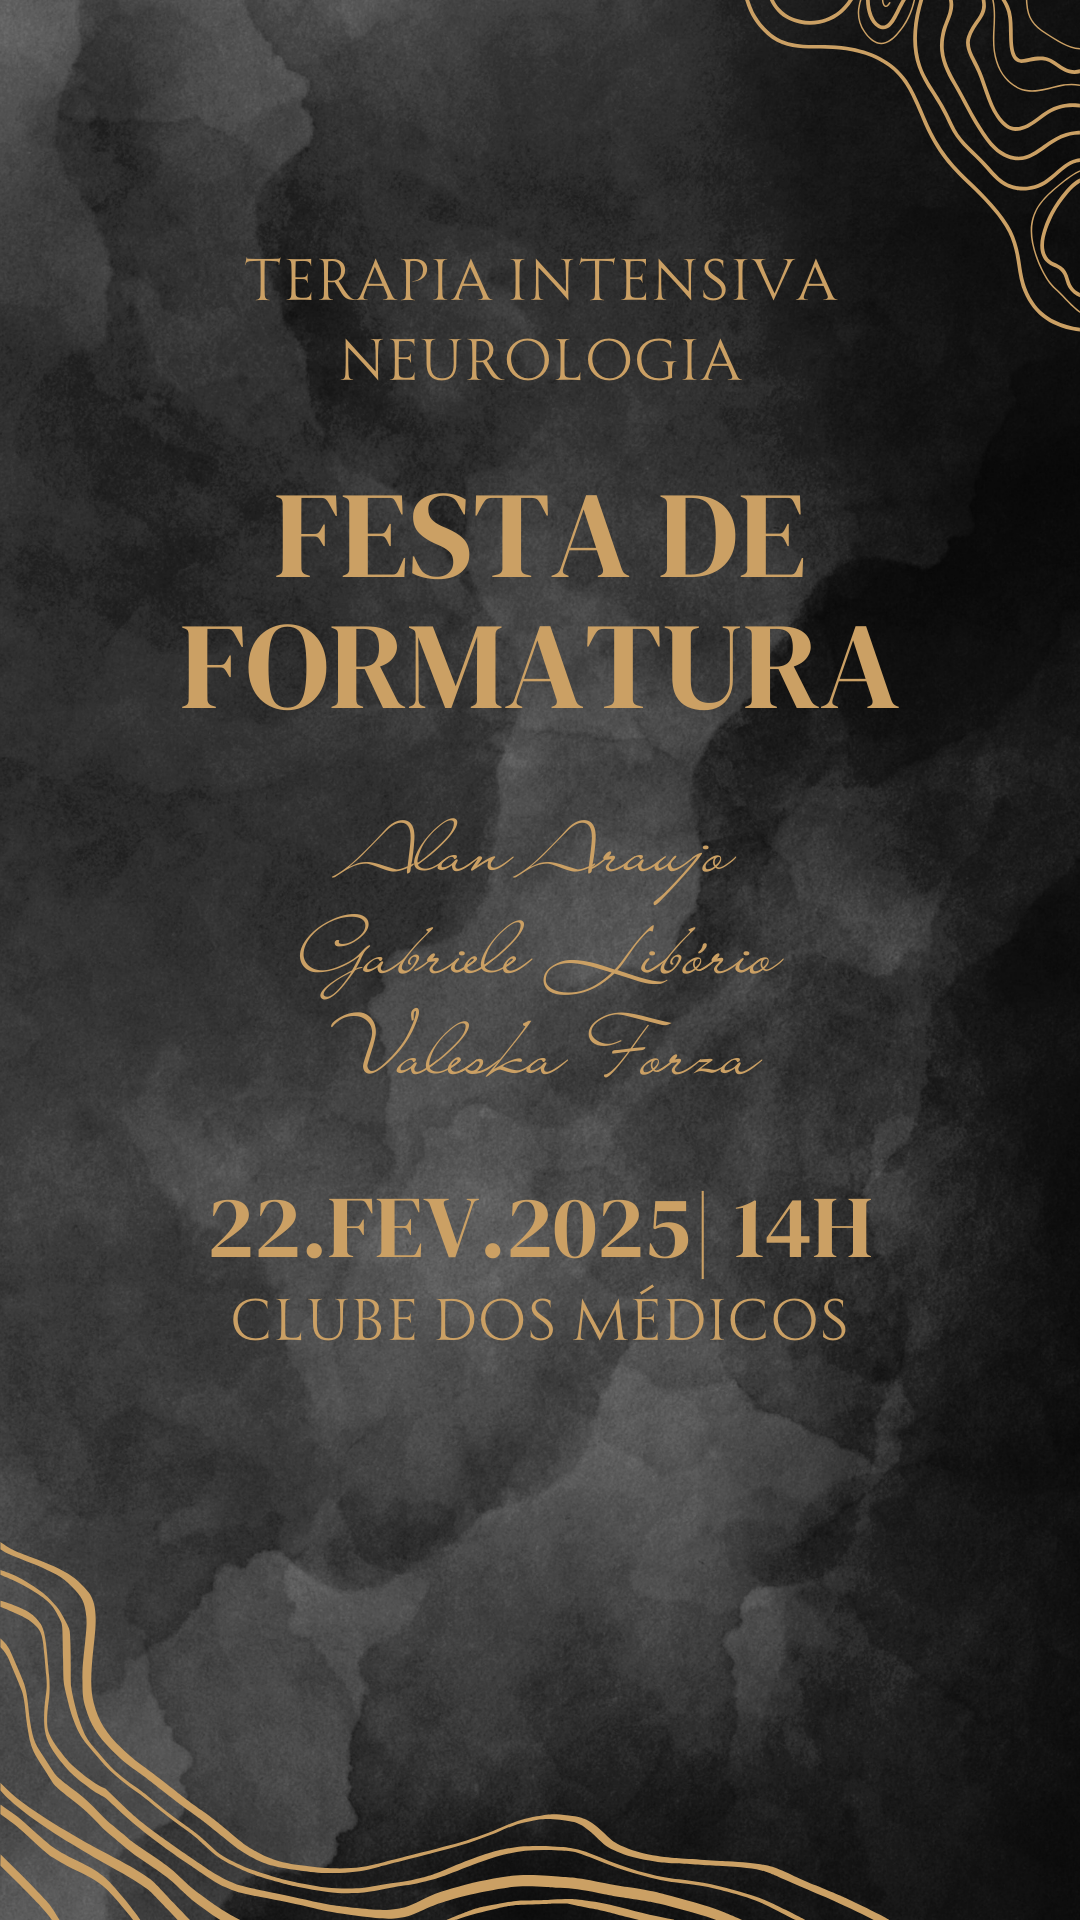 TERAPIA INTENSIVA
NEUROLOGIA
FESTA DE
FORMATURA
Alan Araujo
Gabriele Libório
Valeska Forza
22.FEV.2025| 14H
CLUBE DOS MÉDICOS